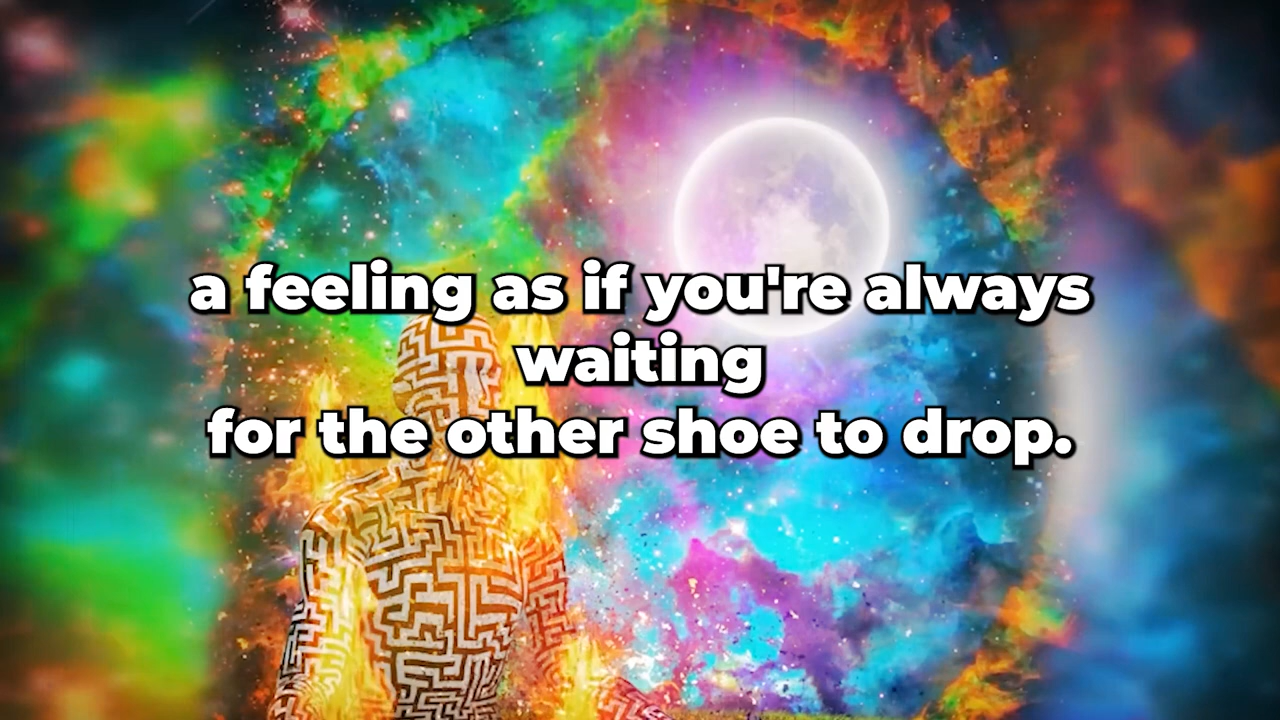 a feeling as if you're always
waiting
for the other shoe to drop.